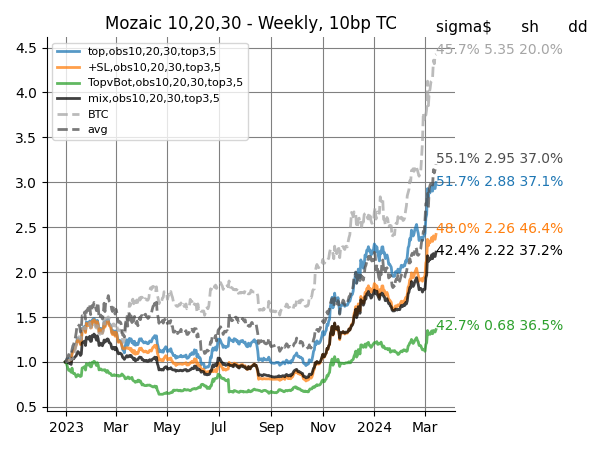 Mozaic 10,20,30 - Weekly, 10bp TC
sigma$ sh dd
top,obs10,20,30,top3,5
+SL,obs10,20,30,top3,5
TopvBot,obs10,20,30,top3,5
mix,obs10,20,30,top3,5
BTC
avg
45.7% 5.35 20.0%
55.1% 2.95 37.0%
51.7% 2.88 37.1%
48.0% 2.26 46.4%
42.4% 2.22 37.2%
42.7% 0.68 36.5%
4.5
4.0
3.5
3.0
2.5
2.0
1.5
1.0
0.5
2023 Mar May Jul Sep Nov 2024 Mar